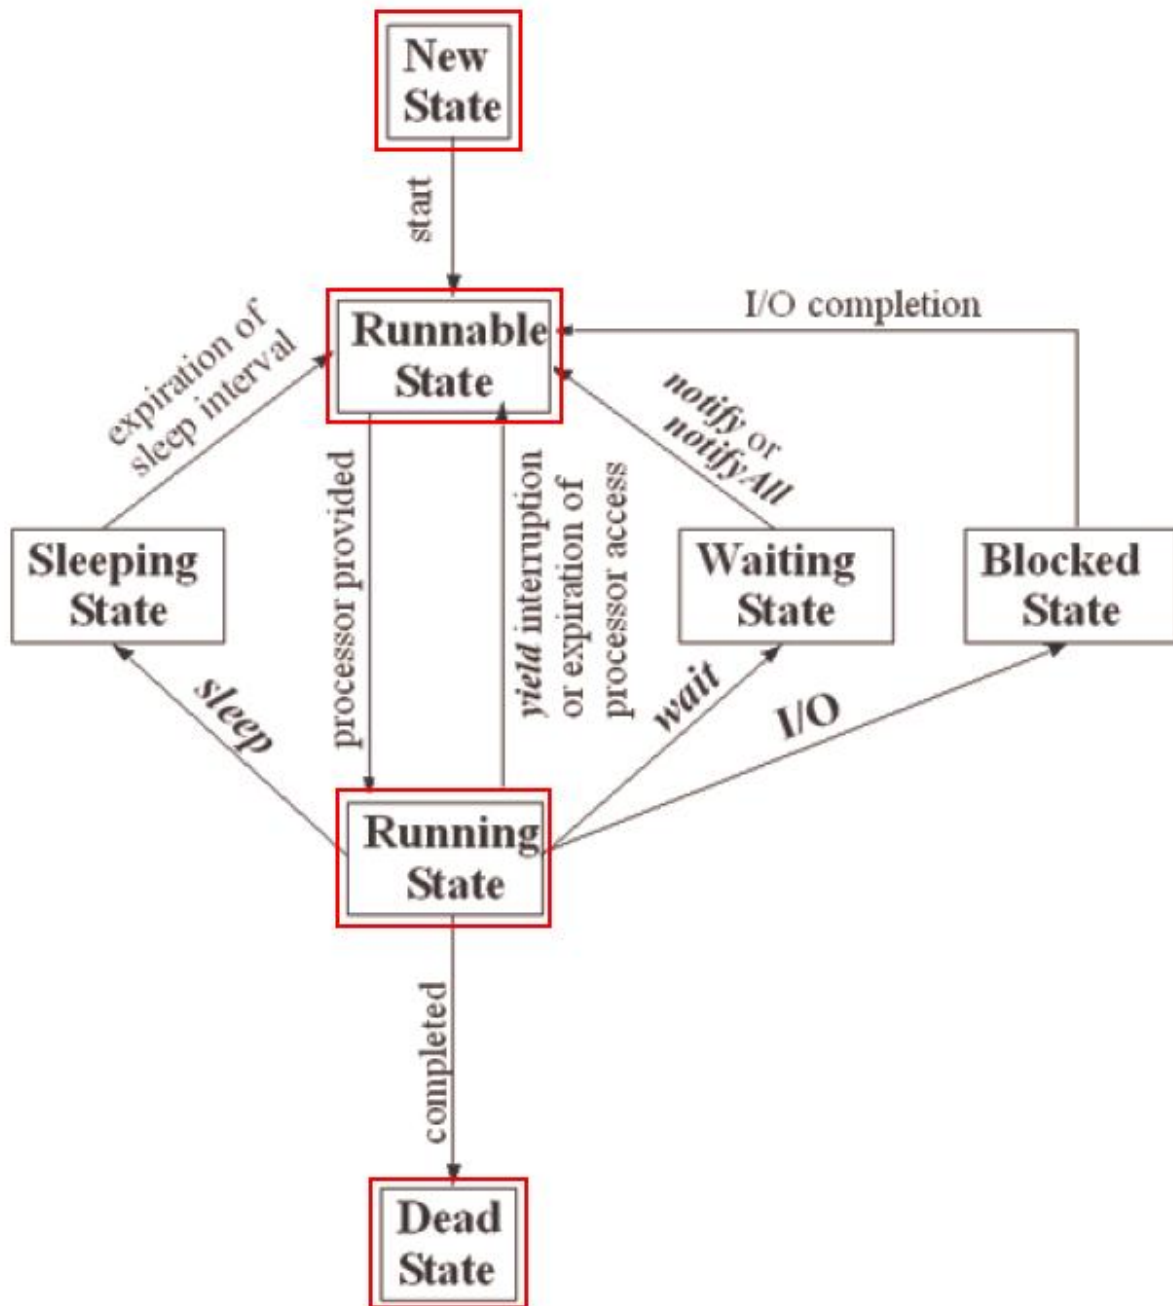 New
State
start
Runnable
State
I/O completion
expiration of
sleep interval
processor provided
yield interruption
or expiration of
processor access
notify or
notifyAll
Sleeping
State
Waiting
State
Blocked
State
sleep
wait
I/O
Running
State
completed
Dead
State